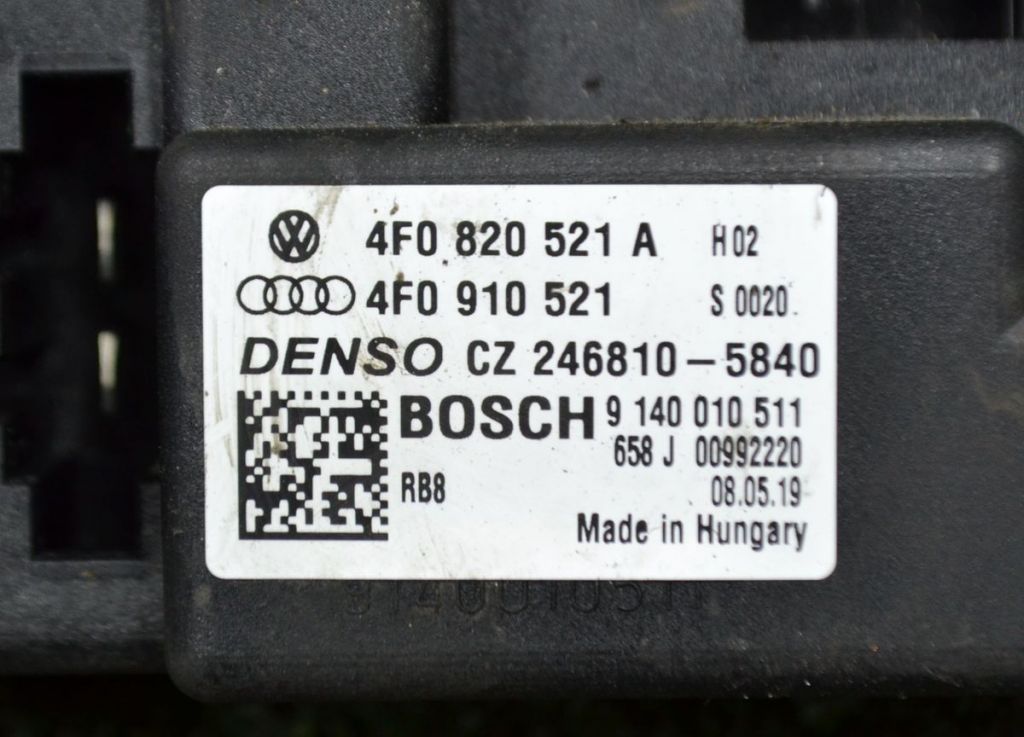 4F0 820 521 A H02
4F0 910 521 S 0020
DENSO CZ 246810-5840
BOSCH 9 140 010 511
658 J 00992220
RB8 08.05.19
Made in Hungary
9140010511